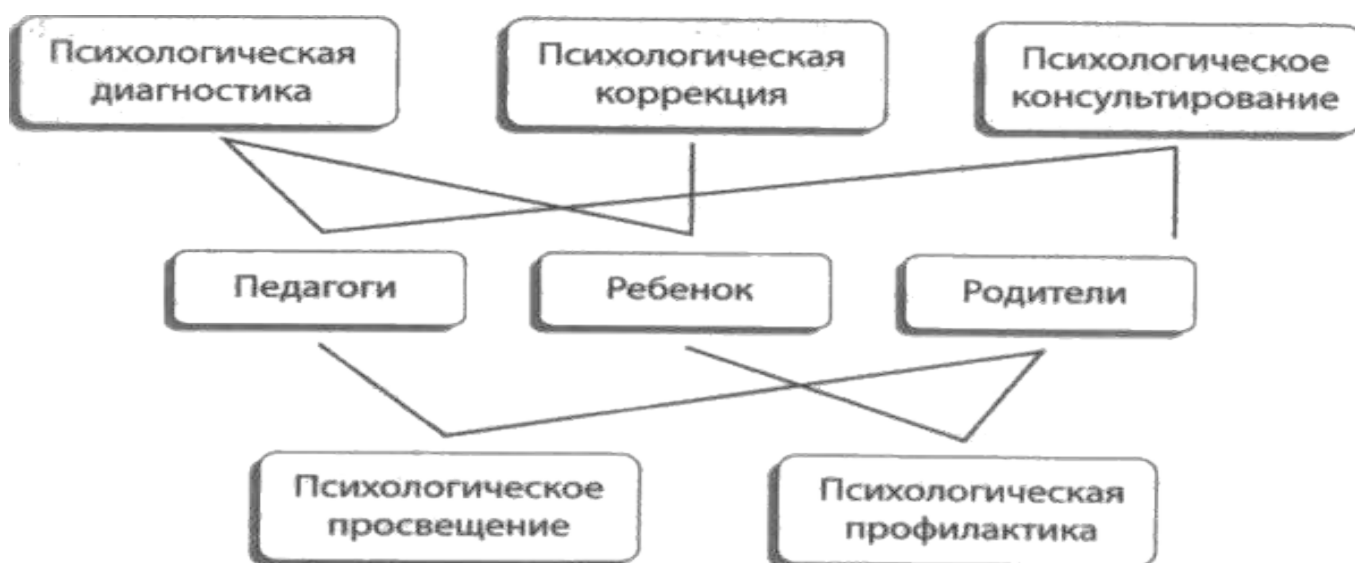 Психологическая
диагностика
Психологическая
коррекция
Психологическое
консультирование
Педагоги
Ребенок
Родители
Психологическое
просвещение
Психологическая
профилактика